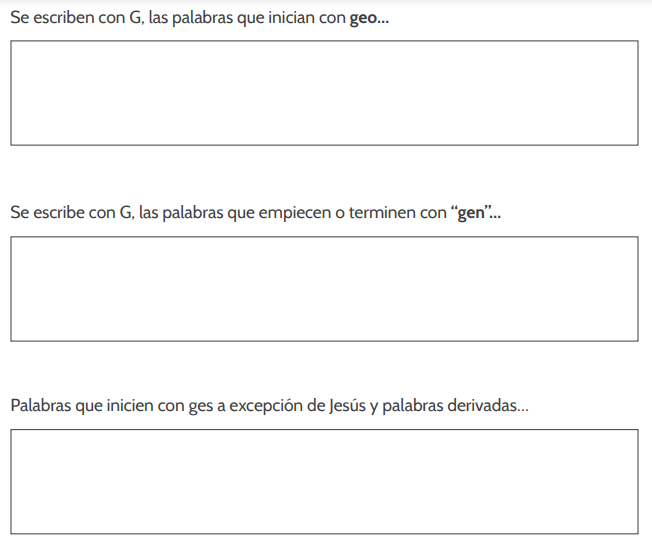 Se escriben con G, las palabras que inician con geo...
Se escribe con G, las palabras que empiecen o terminen con “gen”...
Palabras que inicien con ges a excepción de Jesús y palabras derivadas...